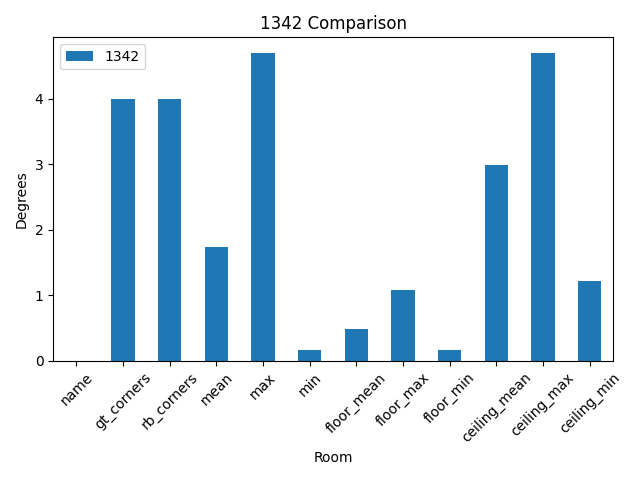 1342 Comparison
1342
Degrees
4
3
2
1
0
name
gt_corners
rb_corners
mean
max
min
floor_mean
floor_max
floor_min
ceiling_mean
ceiling_max
ceiling_min
Room